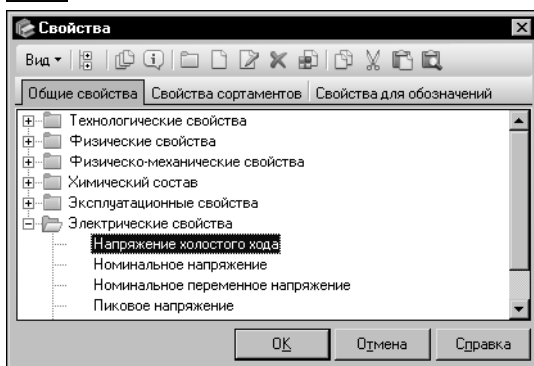 Свойства
Вид
Общие свойства Свойства сортаментов Свойства для обозначений
Технологические свойства
Физические свойства
Физическо-механические свойства
Химический состав
Эксплуатационные свойства
Электрические свойства
Напряжение холостого хода
Номинальное напряжение
Номинальное переменное напряжение
Пиковое напряжение
OK Отмена Справка